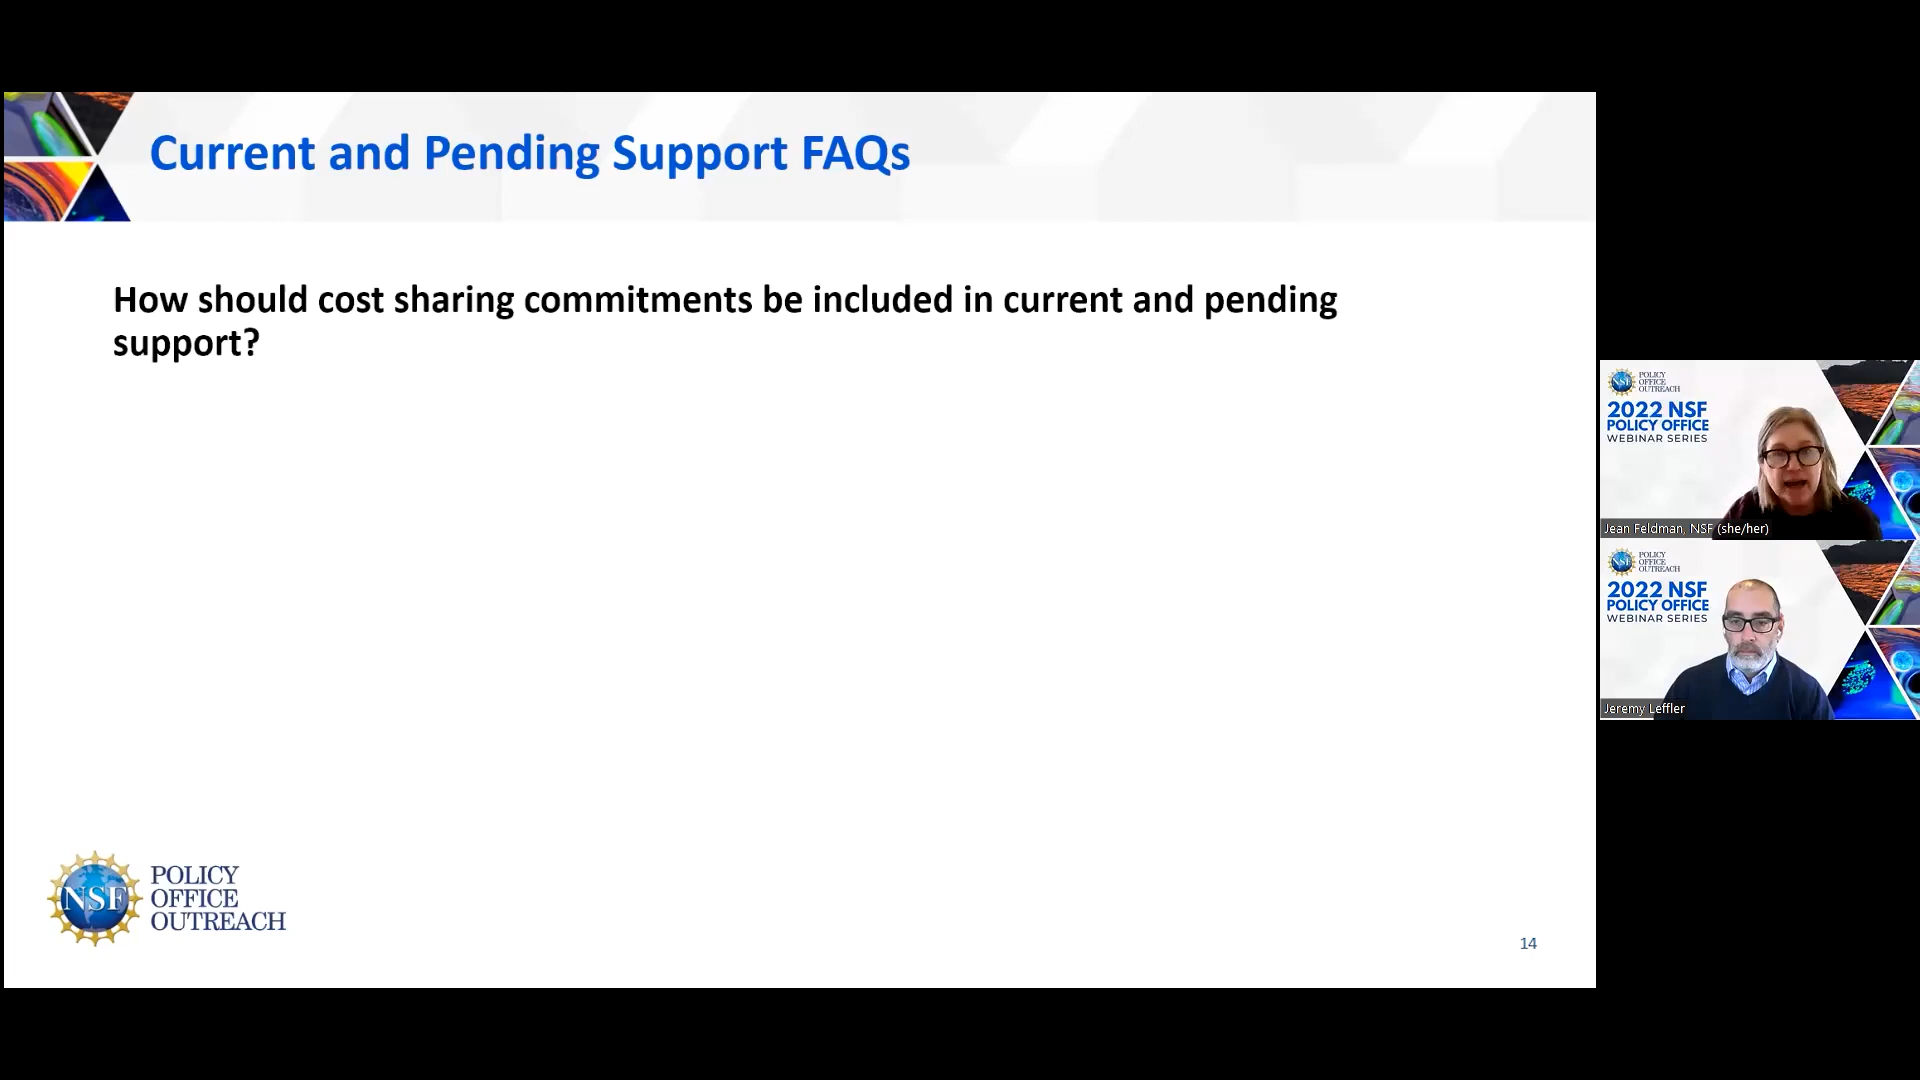 Current and Pending Support FAQs
How should cost sharing commitments be included in current and pending
support?
NSF
POLICY
OFFICE
OUTREACH
14
NSF
POLICY
OFFICE
OUTREACH
2022 NSF
POLICY OFFICE
WEBINAR SERIES
Jean Feldman, NSF (she/her)
NSF
POLICY
OFFICE
OUTREACH
2022 NSF
POLICY OFFICE
WEBINAR SERIES
Jeremy Leffler